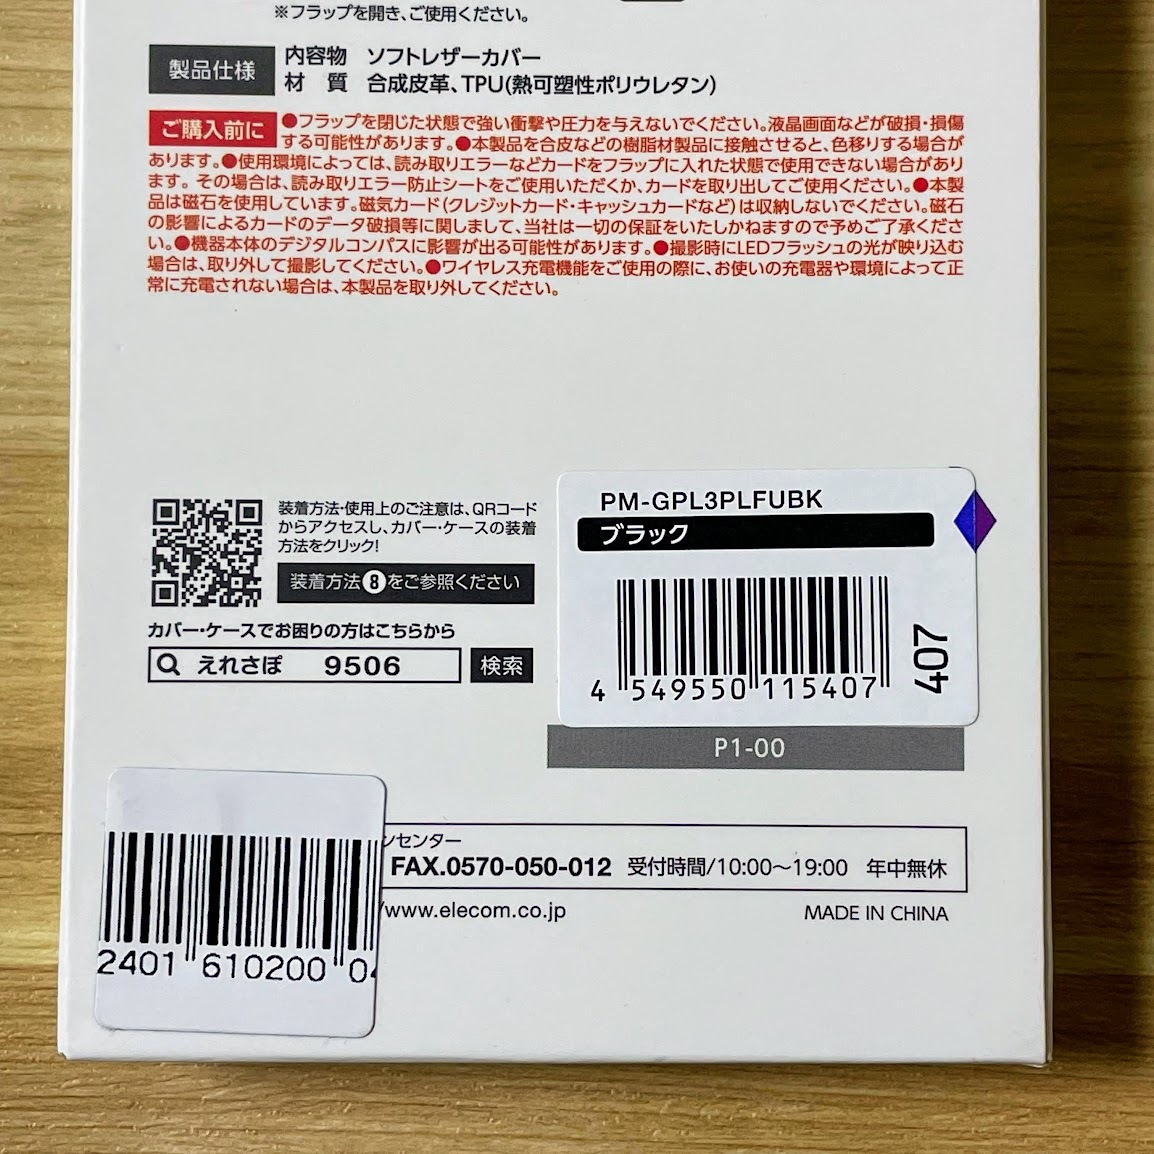 ※フラップを開き、ご使用ください。
製品仕様
内容物 ソフトレザーカバー
材 質 合成皮革、TPU(熱可塑性ポリウレタン)
ご購入前に
●フラップを閉じた状態で強い衝撃や圧力を与えないでください。液晶画面などが破損・損傷
する可能性があります。●本製品を合皮などの樹脂材製品に接触させると、色移りする場合が
あります。●使用環境によっては、読み取りエラーなどカードをフラップに入れた状態で使用できない場合があり
ます。その場合は、読み取りエラー防止シートをご使用いただくか、カードを取り出してご使用ください。●本製
品は磁石を使用しています。磁気カード(クレジットカード・キャッシュカードなど)は収納しないでください。磁石
の影響によるカードのデータ破損等に関しまして、当社は一切の保証をいたしかねますので予めご了承くださ
い。●機器本体のデジタルコンパスに影響が出る可能性があります。●撮影時にLEDフラッシュの光が映り込む
場合は、取り外して撮影してください。●ワイヤレス充電機能をご使用の際に、お使いの充電器や環境によって正
常に充電されない場合は、本製品を取り外してください。
装着方法・使用上のご注意は、QRコード
からアクセスし、カバー・ケースの装着
方法をクリック!
装着方法8をご参照ください
カバー・ケースでお困りの方はこちらから
えれさぽ 9506 検索
PM-GPL3PLFUBK
ブラック
4 549550 115407
407
P1-00
ンセンター
FAX.0570-050-012 受付時間/10:00～19:00 年中無休
/www.elecom.co.jp
MADE IN CHINA
2401 610200 04